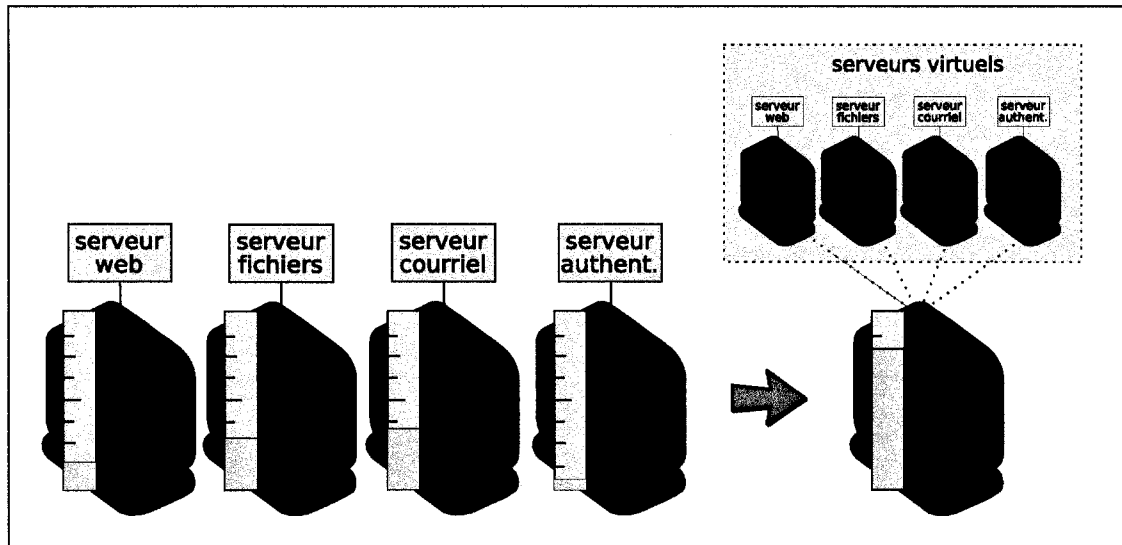 serveurs virtuels
serveur
web
serveur
fichiers
serveur
courriel
serveur
authent.
serveur
web
serveur
fichiers
serveur
courriel
serveur
authent.